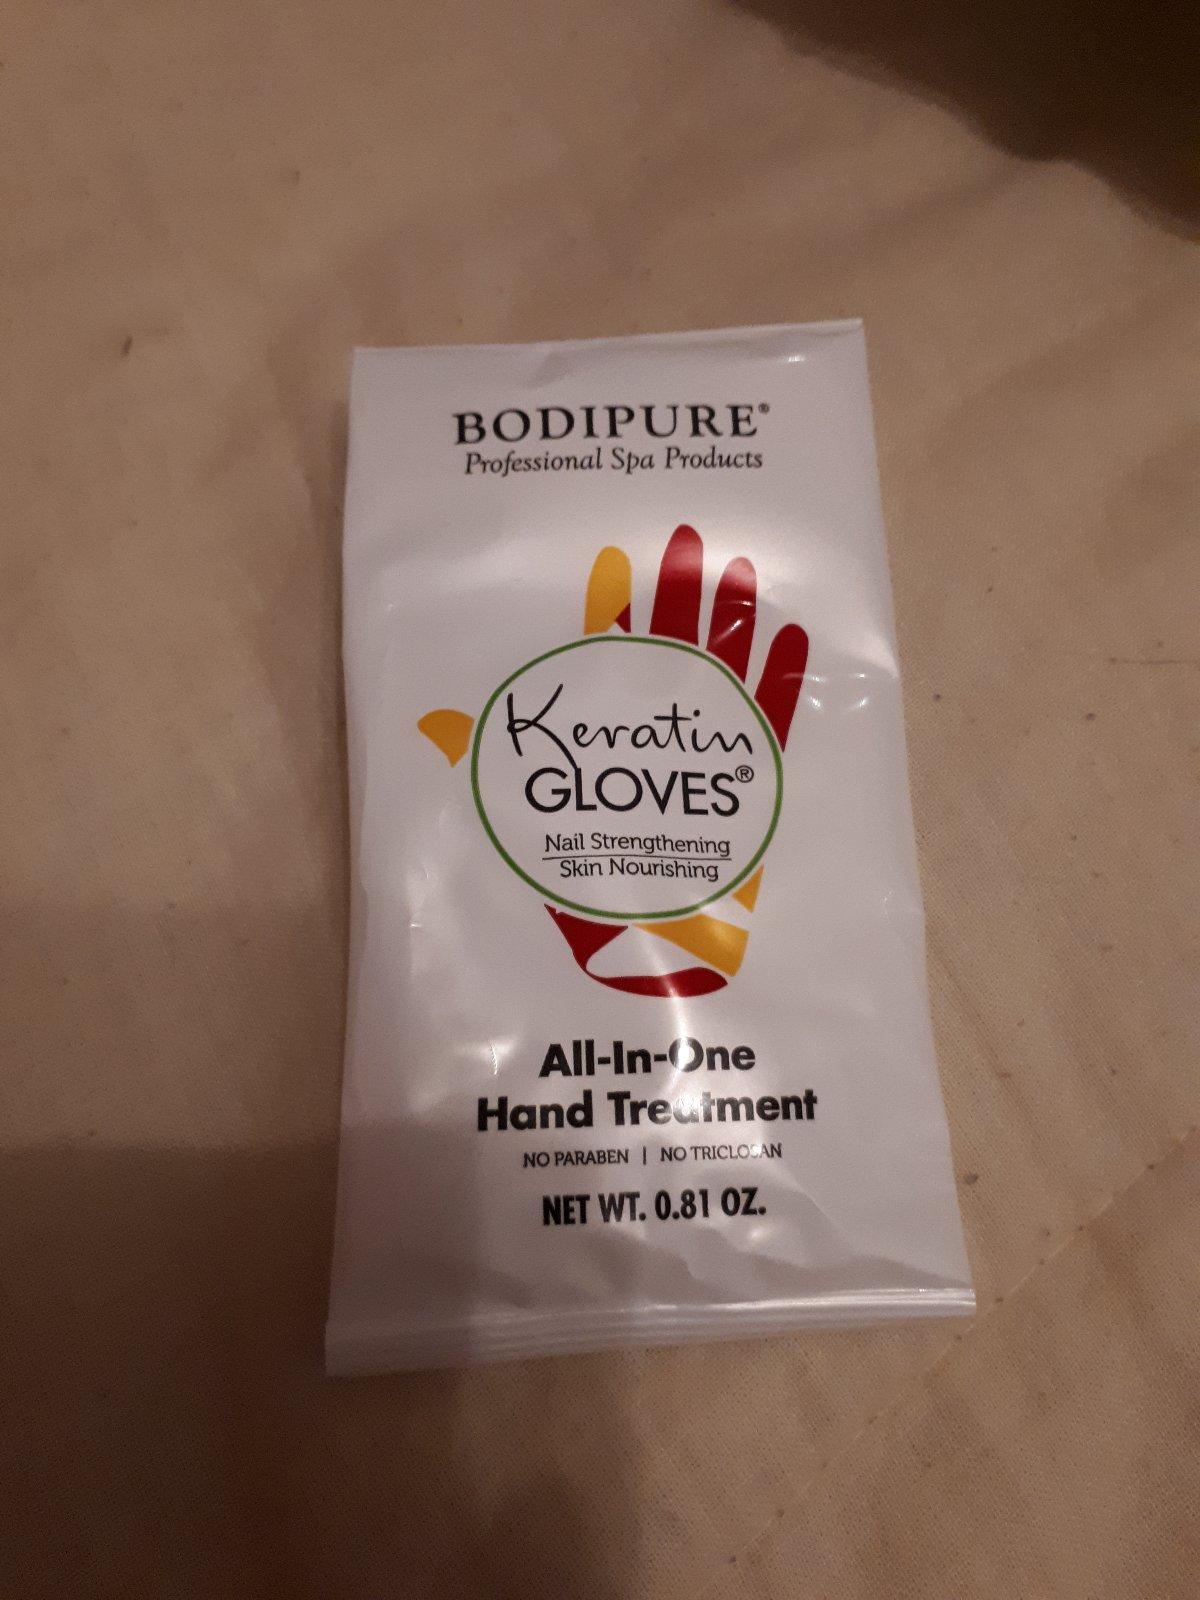 BODIPURE®
Professional Spa Products
Keratin
GLOVES®
Nail Strengthening
Skin Nourishing
All-In-One
Hand Treatment
NO PARABEN | NO TRICLOSAN
NET WT. 0.81 OZ.